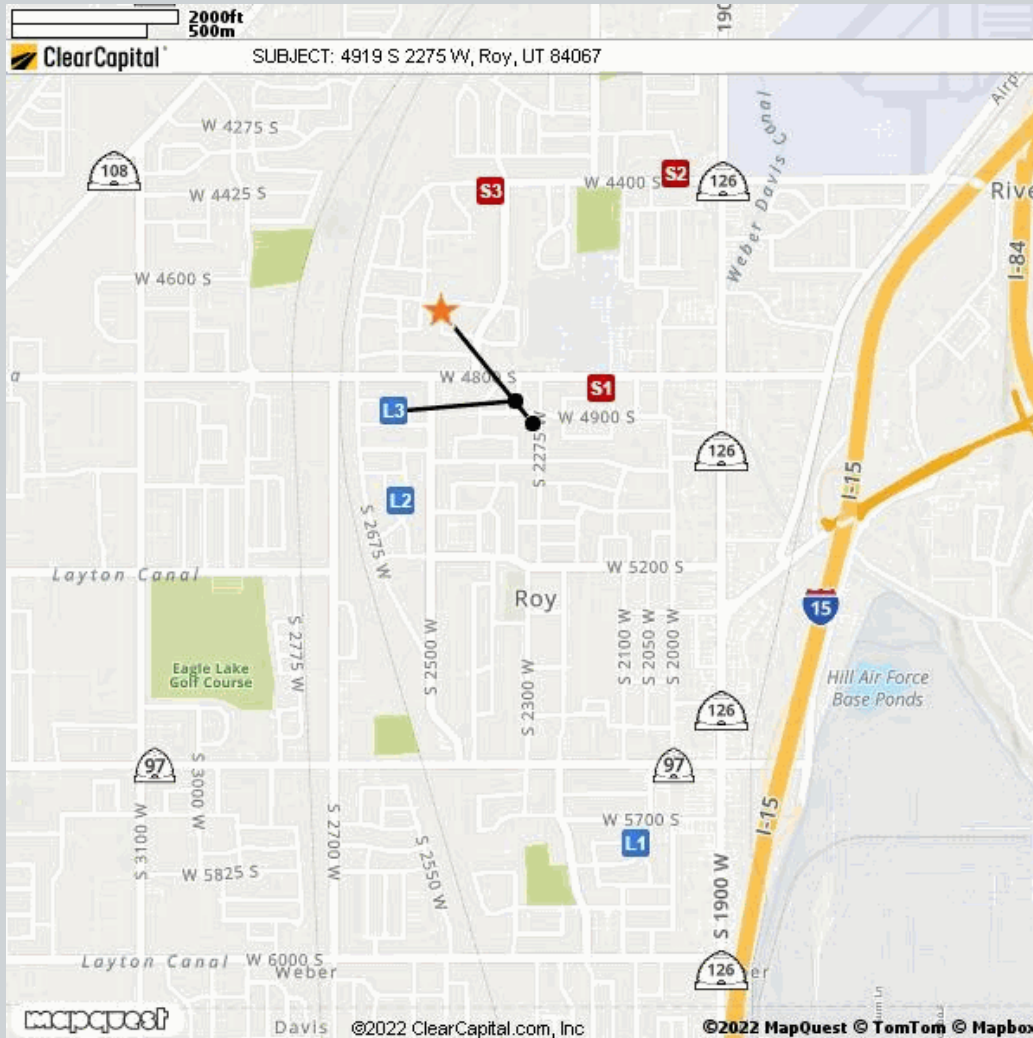 2000ft
500m
190
ClearCapital
SUBJECT: 4919 S 2275 W, Roy, UT 84067
W 4275 S
108
W 4425 S
S3
W 4400 S
S2
126
Weber Davis Canal
Airp
Rive
I-84
W 4600 S
a
W 4800 S
S1
L3
W 4900 S
S 2275 W
126
I-15
L2
S 2675 W
Layton Canal
W 5200 S
Roy
15
S 2775 W
S 2500 W
S 2100 W
S 2050 W
S 2000 W
Eagle Lake
Golf Course
S 2300 W
Hill Air Force
Base Ponds
126
97
S 3000 W
97
S 3100 W
S 2700 W
W 5700 S
I-15
L1
W 5825 S
S 2550 W
S 1900 W
Layton Canal
W 6000 S
Weber
126
er
mapquest
Davis
©2022 ClearCapital.com, Inc
©2022 MapQuest © TomTom © Mapbox